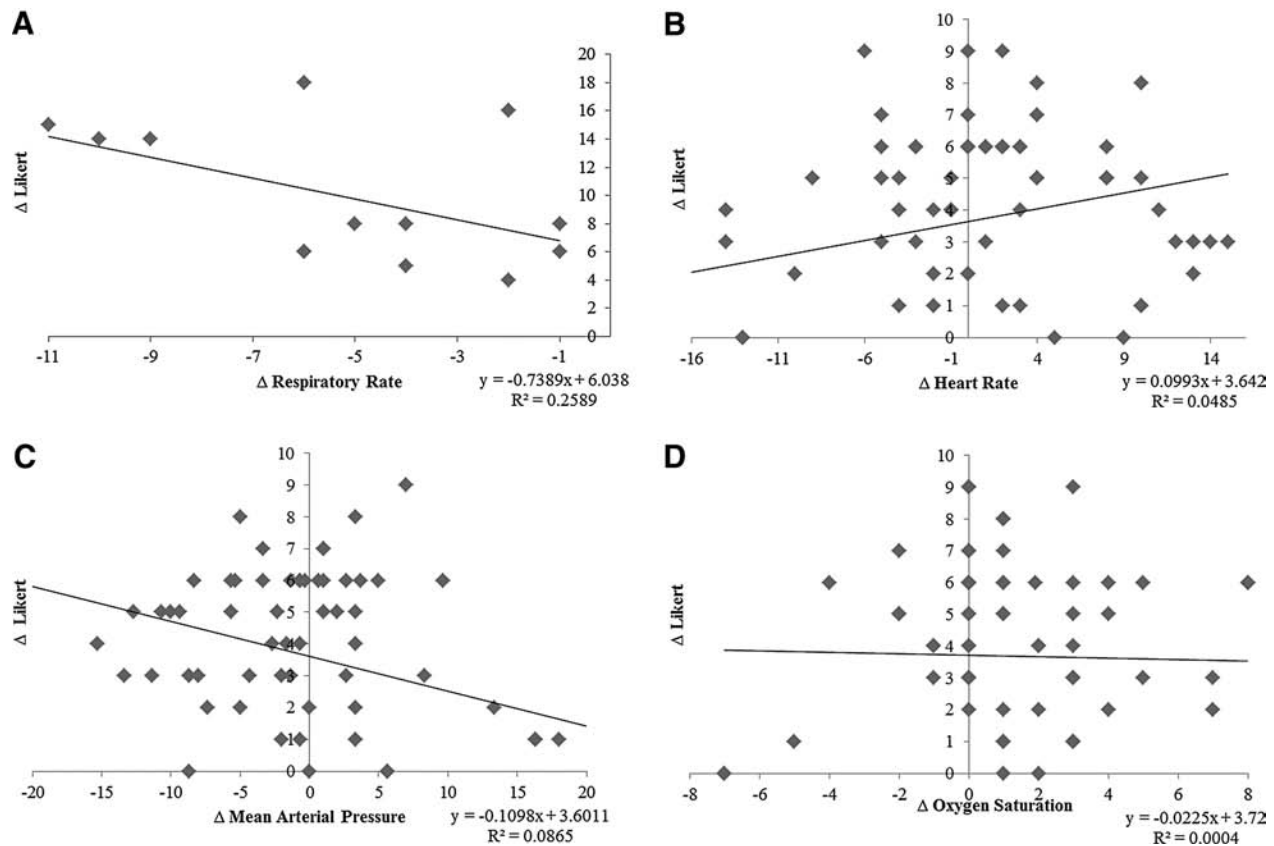 A
Δ Likert
20
18
16
14
12
10
8
6
4
2
0
-11 -9 -7 -5 -3 -1
Δ Respiratory Rate
y = -0.7389x + 6.038
R² = 0.2589
B
Δ Likert
10
9
8
7
6
5
4
3
2
1
0
-16 -11 -6 -1 4 9 14
Δ Heart Rate
y = 0.0993x + 3.642
R² = 0.0485
C
Δ Likert
10
9
8
7
6
5
4
3
2
1
0
-20 -15 -10 -5 0 5 10 15 20
Δ Mean Arterial Pressure
y = -0.1098x + 3.6011
R² = 0.0865
D
Δ Likert
10
9
8
7
6
5
4
3
2
1
0
-8 -6 -4 -2 0 2 4 6 8
Δ Oxygen Saturation
y = -0.0225x + 3.72
R² = 0.0004